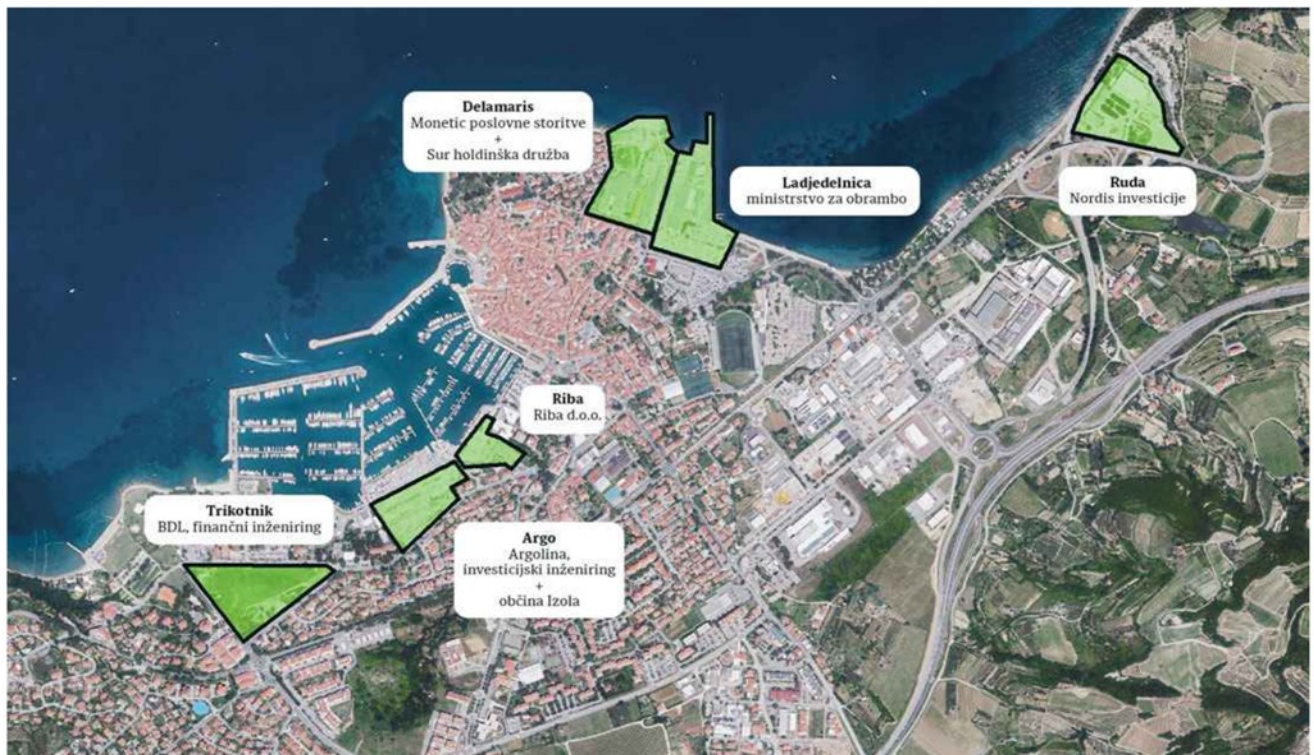 Delamaris
Monetic poslovne storitve
+
Sur holdinška družba
Ladjedelnica
ministrstvo za obrambo
Ruda
Nordis investicije
Riba
Riba d.o.o.
Trikotnik
BDL, finančni inženiring
Argo
Argolina,
investicijski inženiring
+
občina Izola